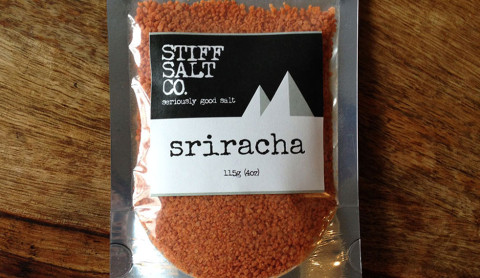 STIFF
SALT
CO.
seriously good salt
sriracha
115g (4oz)